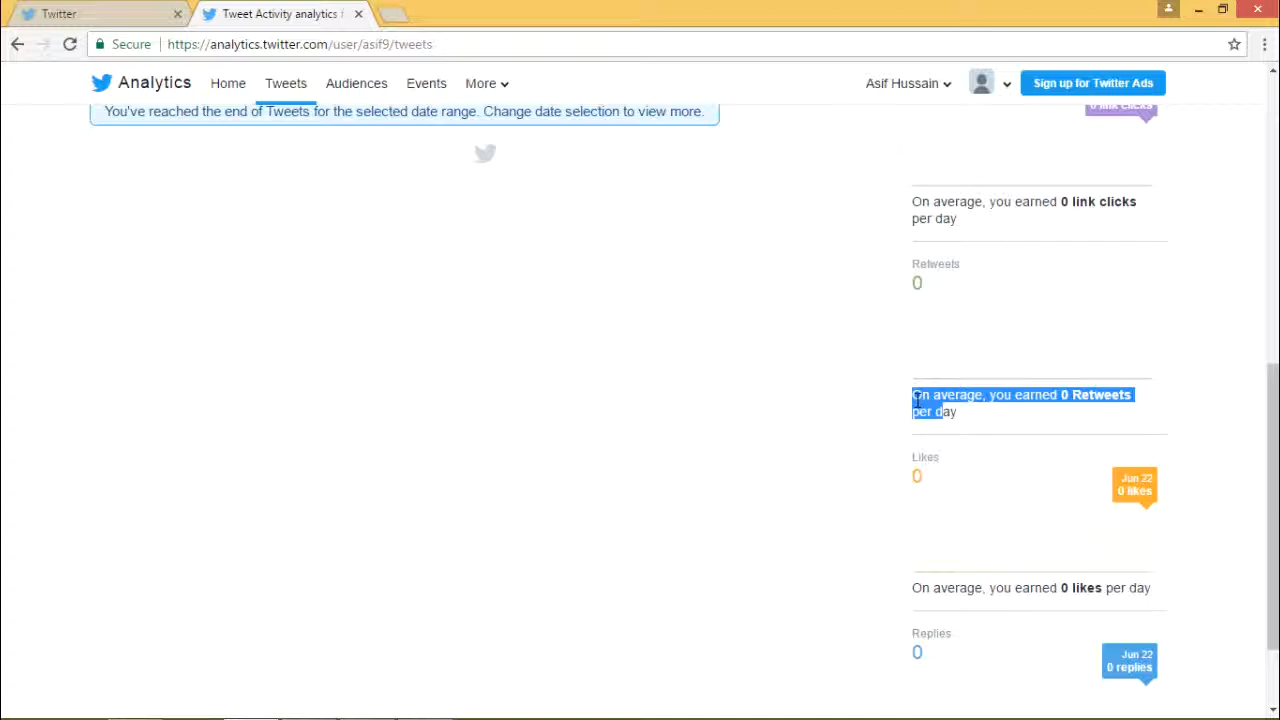 Twitter
Tweet Activity analytics
Secure
https://analytics.twitter.com/user/asif9/tweets
Analytics
Home
Tweets
Audiences
Events
More
Asif Hussain
Sign up for Twitter Ads
You've reached the end of Tweets for the selected date range. Change date selection to view more.
0 link clicks
On average, you earned 0 link clicks
per day
Retweets
0
On average, you earned 0 Retweets
per day
Likes
0
Jun 22
0 likes
On average, you earned 0 likes per day
Replies
0
Jun 22
0 replies